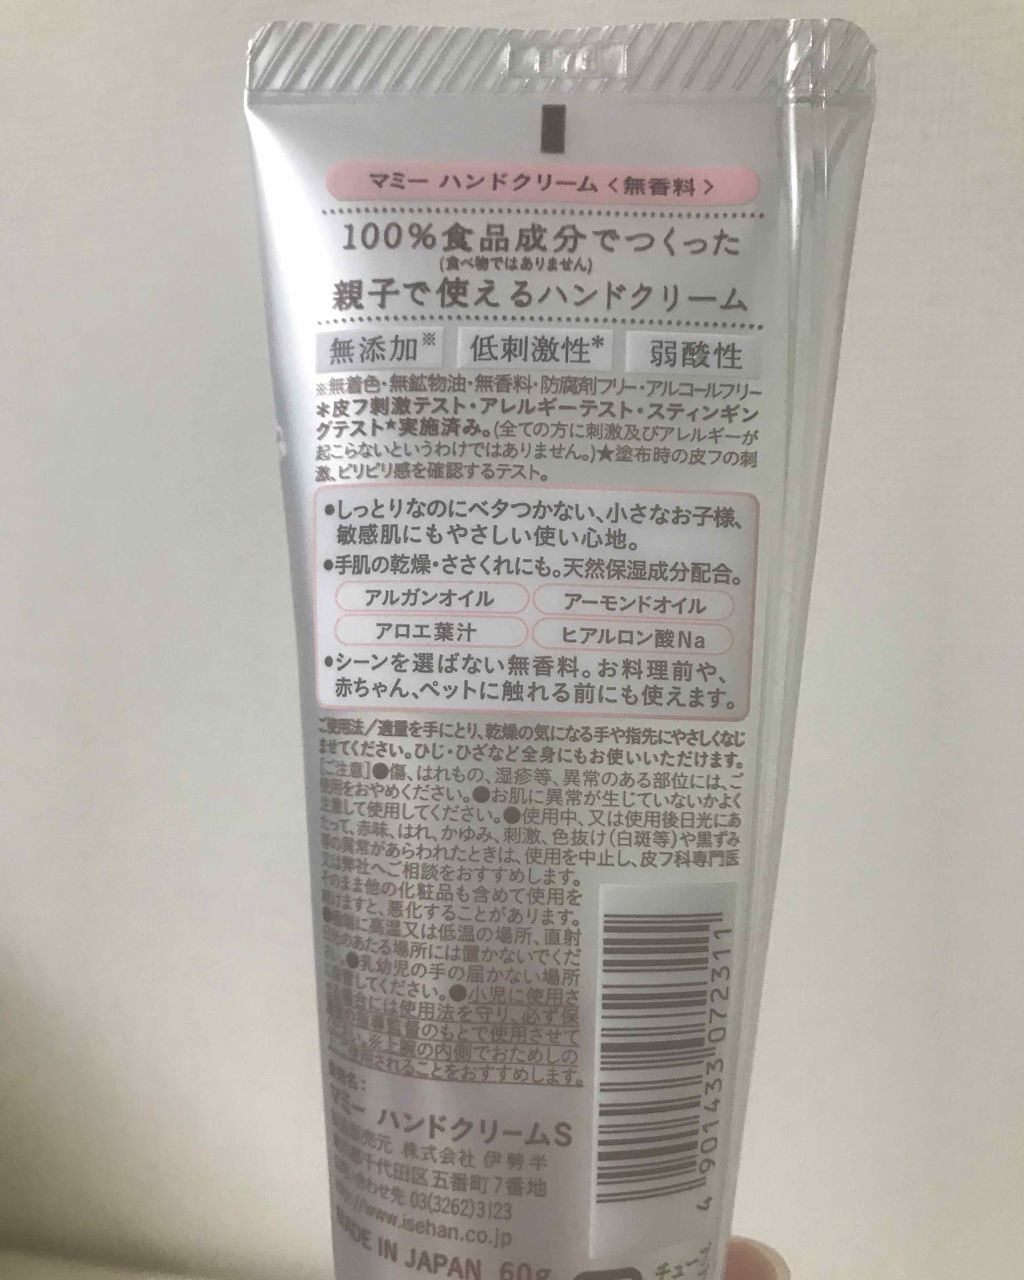 マミー ハンドクリーム〈無香料〉
100%食品成分でつくった
(食べ物ではありません)
親子で使えるハンドクリーム
無添加※ 低刺激性* 弱酸性
※無着色・無鉱物油・無香料・防腐剤フリー・アルコールフリー
*皮フ刺激テスト・アレルギーテスト・スティンギン
グテスト★実施済み。(全ての方に刺激及びアレルギーが
起こらないというわけではありません。)★塗布時の皮フの刺
激、ピリピリ感を確認するテスト。
●しっとりなのにベタつかない、小さなお子様、
敏感肌にもやさしい使い心地。
●手肌の乾燥・ささくれにも。天然保湿成分配合。
アルガンオイル アーモンドオイル
アロエ葉汁 ヒアルロン酸Na
●シーンを選ばない無香料。お料理前や、
赤ちゃん、ペットに触れる前にも使えます。
ご使用法/適量を手にとり、乾燥の気になる手や指先にやさしくなじ
ませてください。ひじ・ひざなど全身にもお使いいただけます。
[ご注意]●傷、はれもの、湿疹等、異常のある部位には、ご
使用をおやめください。●お肌に異常が生じていないかよく
注意して使用してください。●使用中、又は使用後日光にあ
たって、赤味、はれ、かゆみ、刺激、色抜け(白斑等)や黒ずみ
等の異常があらわれたときは、使用を中止し、皮フ科専門医
又は弊社へご相談をおすすめします。
そのまま他の化粧品も含めて使用を
続けますと、悪化することがあります。
●極端に高温又は低温の場所、直射
日光のあたる場所には置かないでくだ
さい。●乳幼児の手の届かない場所
してください。●小児に使用さ
場合には使用法を守り、必ず保
指導監督のもとで使用させて
※上腕の内側でおためしの
使用されることをおすすめします。
マミー ハンドクリームS
販売元 株式会社 伊勢半
千代田区五番町7番地
わせ先 03(3262)3123
www.isehan.co.jp
MADE IN JAPAN 60g
4 901433 072311
チュー